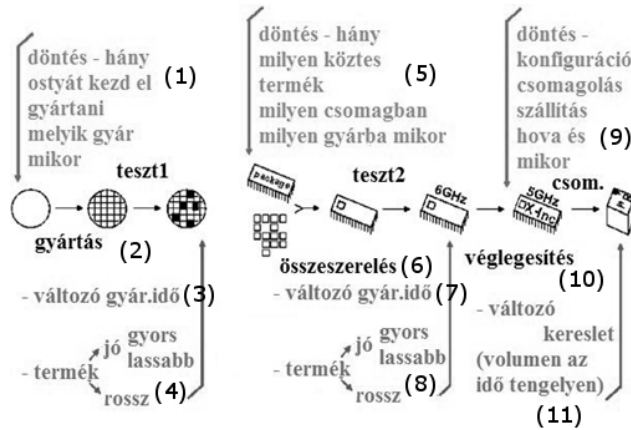 döntés - hány
ostyát kezd el (1)
gyártani
melyik gyár
mikor
teszt1
gyártás (2)
- változó gyár.idő (3)
- termék
jó
gyors
lassabb
rossz
(4)
döntés - hány
milyen köztes (5)
termék
milyen csomagban
milyen gyárba mikor
package
teszt2
6GHz
összeszerelés (6)
- változó gyár.idő (7)
- termék
jó
gyors
lassabb
rossz
(8)
döntés -
konfiguráció
csomagolás
szállítás
hova és (9)
mikor
5GHz
csom.
véglegesítés
(10)
- változó
kereslet
(volumen az
idő tengelyen)
(11)